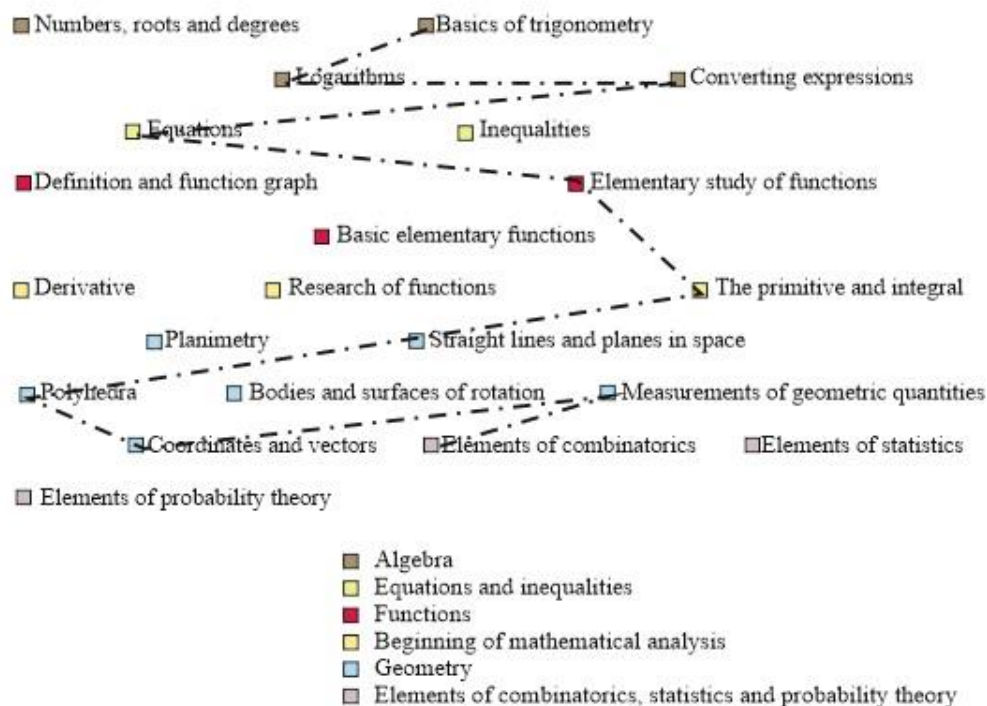 Numbers, roots and degrees Basics of trigonometry
Logarithms Converting expressions
Equations Inequalities
Definition and function graph Elementary study of functions
Basic elementary functions
Derivative Research of functions The primitive and integral
Planimetry Straight lines and planes in space
Polyhedra Bodies and surfaces of rotation Measurements of geometric quantities
Coordinates and vectors Elements of combinatorics Elements of statistics
Elements of probability theory
Algebra
Equations and inequalities
Functions
Beginning of mathematical analysis
Geometry
Elements of combinatorics, statistics and probability theory